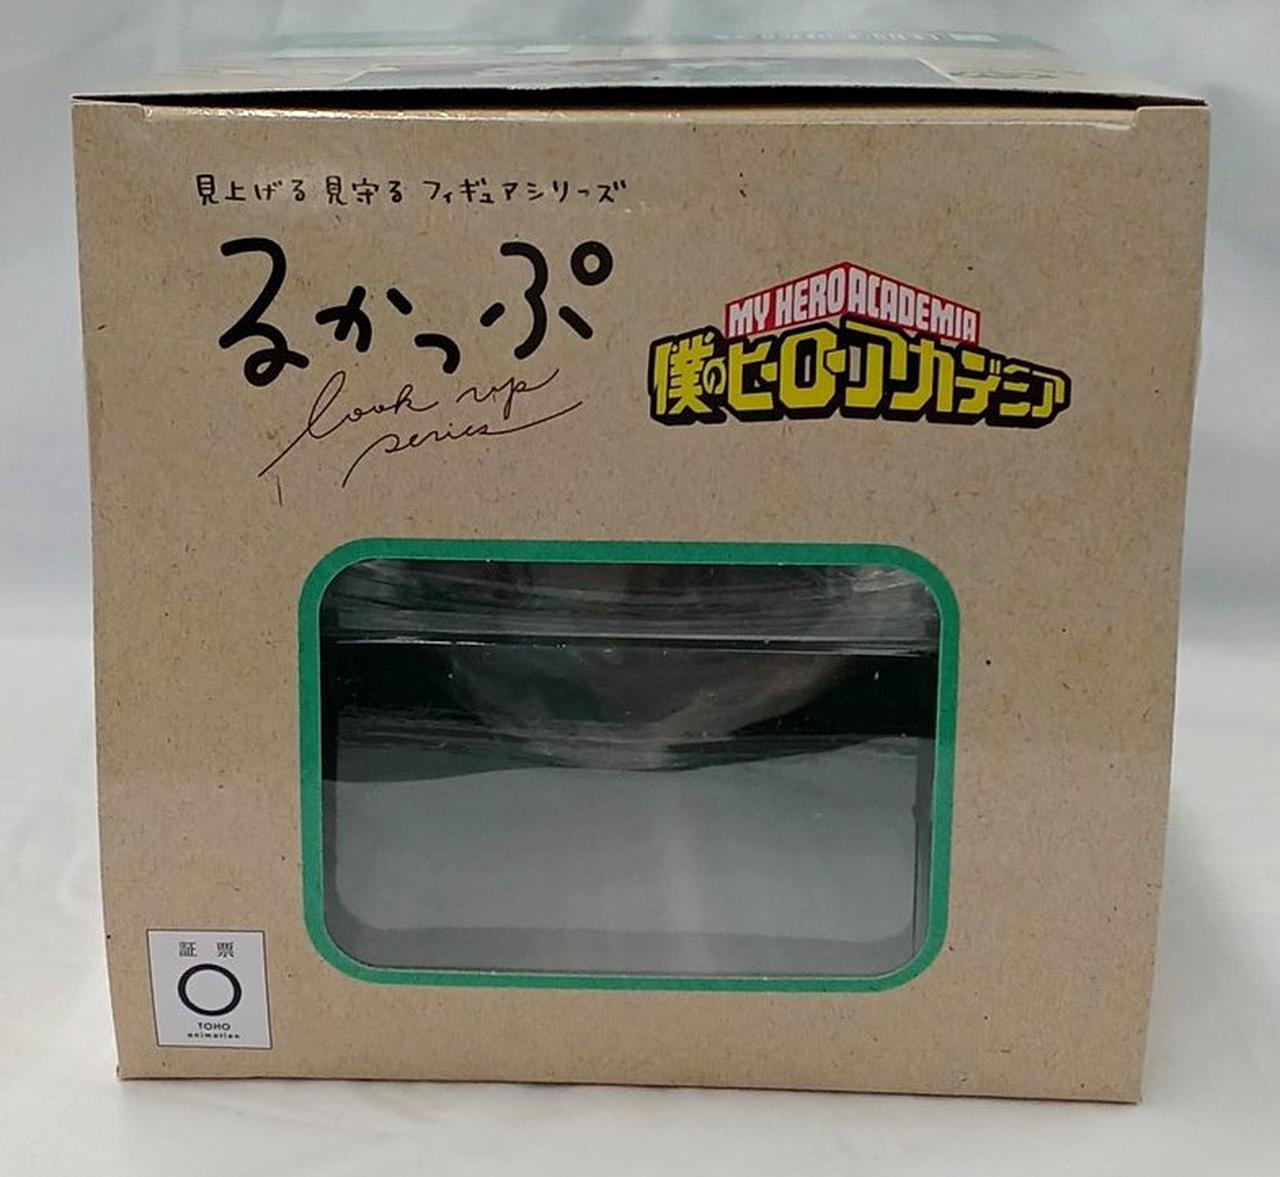 見上げる 見守る フィギュアシリーズ
るかっぷ
look up
series
MY HERO ACADEMIA
僕のヒーローアカデミア
証 票
TOHO
animation